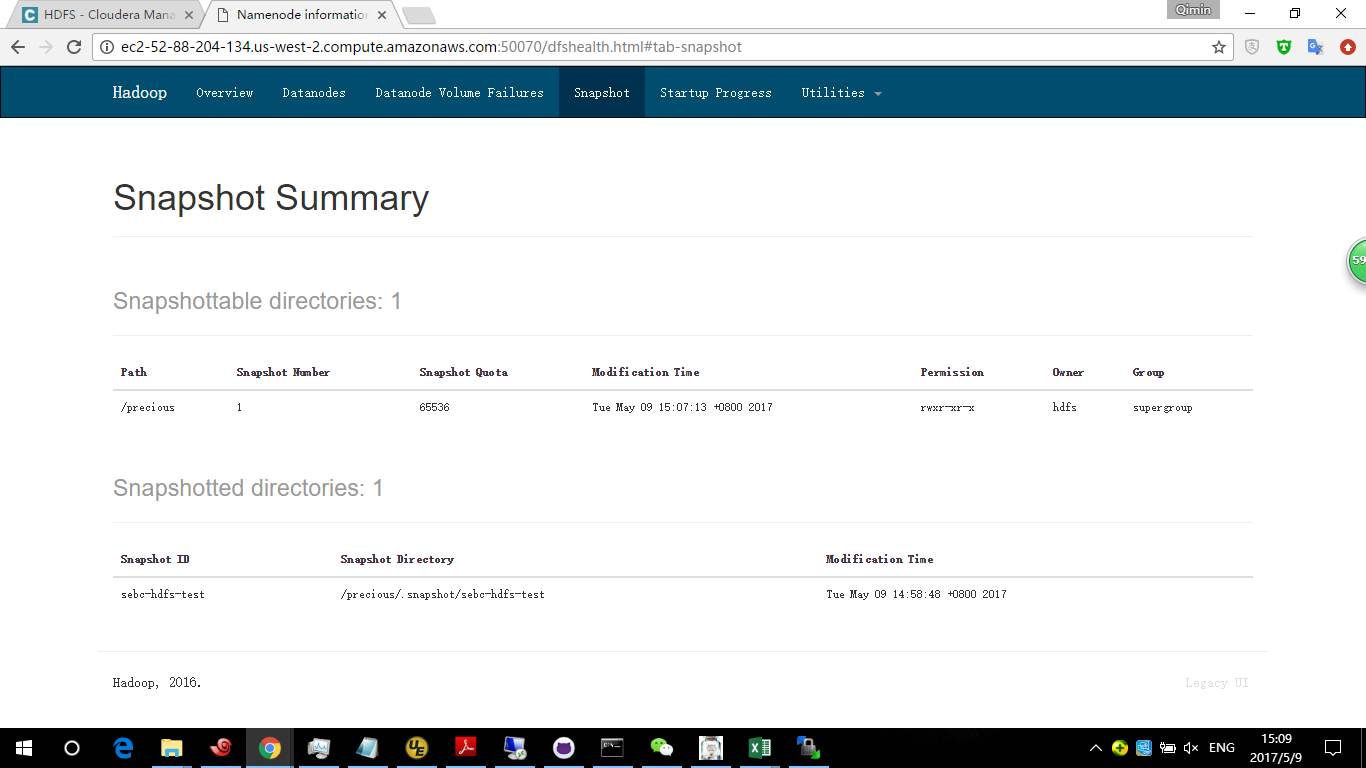 HDFS - Cloudera Mana
Namenode information
Qimin
ec2-52-88-204-134.us-west-2.compute.amazonaws.com:50070/dfshealth.html#tab-snapshot
Hadoop Overview Datanodes Datanode Volume Failures Snapshot Startup Progress Utilities
Snapshot Summary
59
Snapshottable directories: 1
Path Snapshot Number Snapshot Quota Modification Time Permission Owner Group
/precious 1 65536 Tue May 09 15:07:13 +0800 2017 rwxr-xr-x hdfs supergroup
Snapshotted directories: 1
Snapshot ID Snapshot Directory Modification Time
sebc-hdfs-test /precious/.snapshot/sebc-hdfs-test Tue May 09 14:58:48 +0800 2017
Hadoop, 2016. Legacy UI
ENG
15:09
2017/5/9